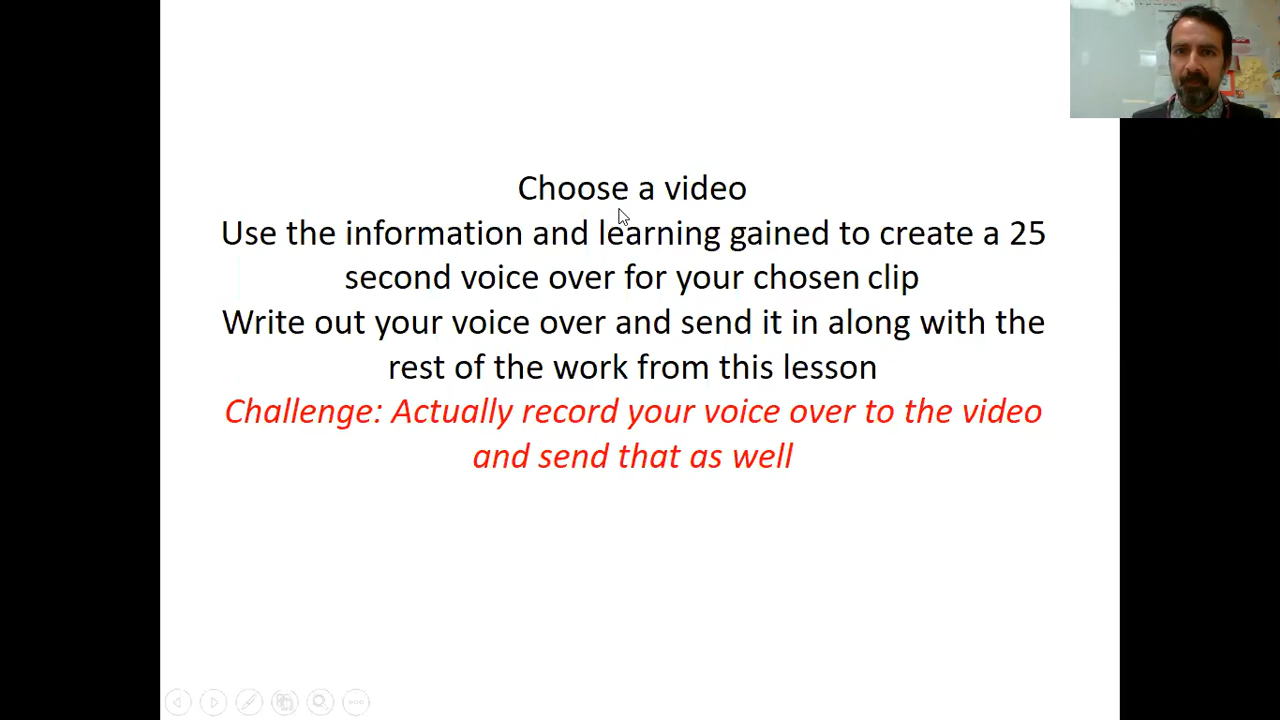 Choose a video
Use the information and learning gained to create a 25
second voice over for your chosen clip
Write out your voice over and send it in along with the
rest of the work from this lesson
Challenge: Actually record your voice over to the video
and send that as well